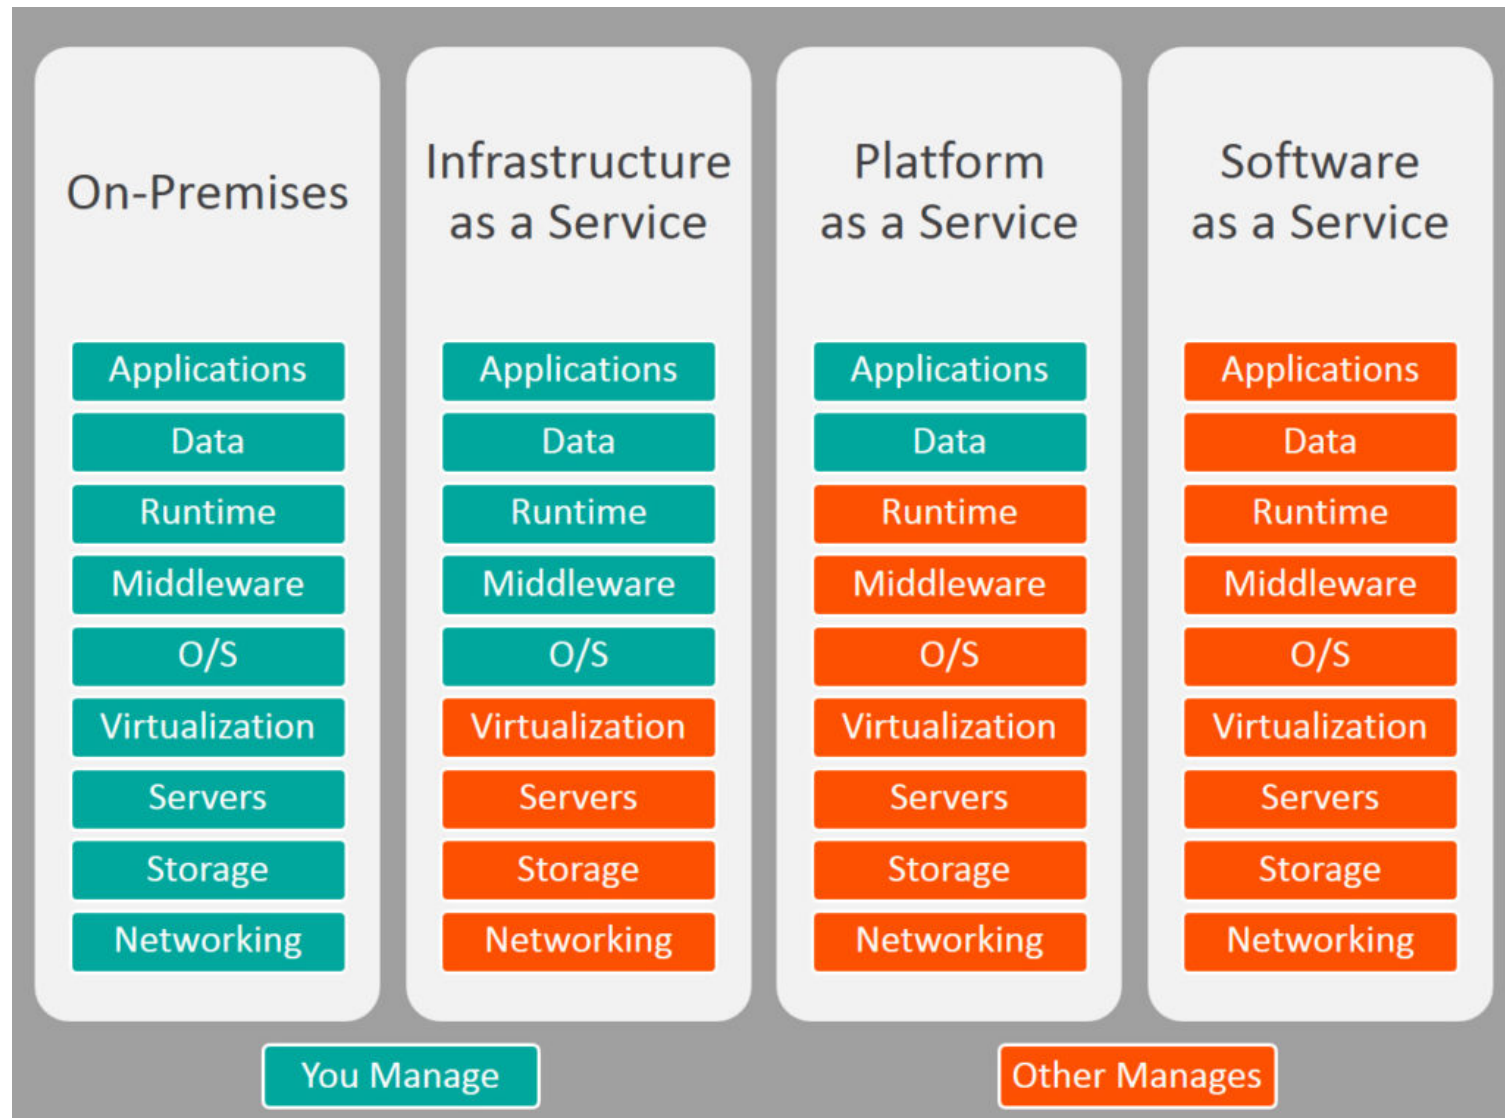 On-Premises
Applications
Data
Runtime
Middleware
O/S
Virtualization
Servers
Storage
Networking
Infrastructure
as a Service
Applications
Data
Runtime
Middleware
O/S
Virtualization
Servers
Storage
Networking
Platform
as a Service
Applications
Data
Runtime
Middleware
O/S
Virtualization
Servers
Storage
Networking
Software
as a Service
Applications
Data
Runtime
Middleware
O/S
Virtualization
Servers
Storage
Networking
You Manage
Other Manages